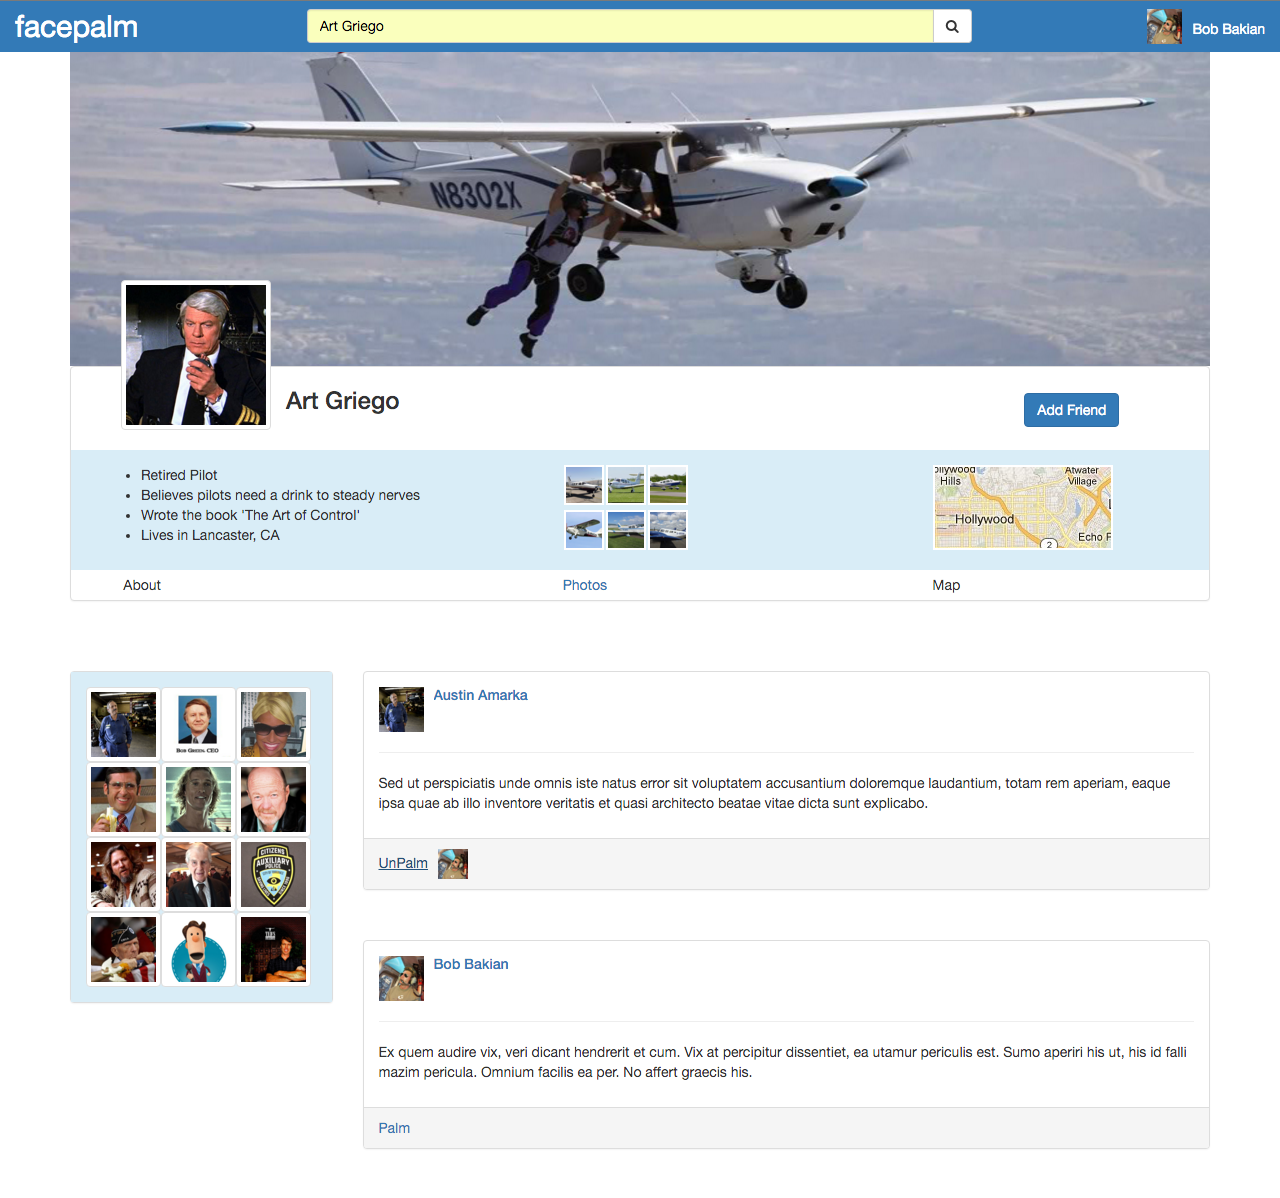 facepalm
Art Griego
Bob Bakian
N8302X
Art Griego
Add Friend
Retired Pilot
Believes pilots need a drink to steady nerves
Wrote the book 'The Art of Control'
Lives in Lancaster, CA
Hills
Atwater
Village
Hollywood
2
Echo
About
Photos
Map
BOB GREEN, CEO
CITIZENS
AUXILIARY
POLICE
Austin Amarka
Sed ut perspiciatis unde omnis iste natus error sit voluptatem accusantium doloremque laudantium, totam rem aperiam, eaque
ipsa quae ab illo inventore veritatis et quasi architecto beatae vitae dicta sunt explicabo.
UnPalm
Bob Bakian
Ex quem audire vix, veri dicant hendrerit et cum. Vix at percipitur dissentiet, ea utamur periculis est. Sumo aperiri his ut, his id falli
mazim pericula. Omnium facilis ea per. No affert graecis his.
Palm